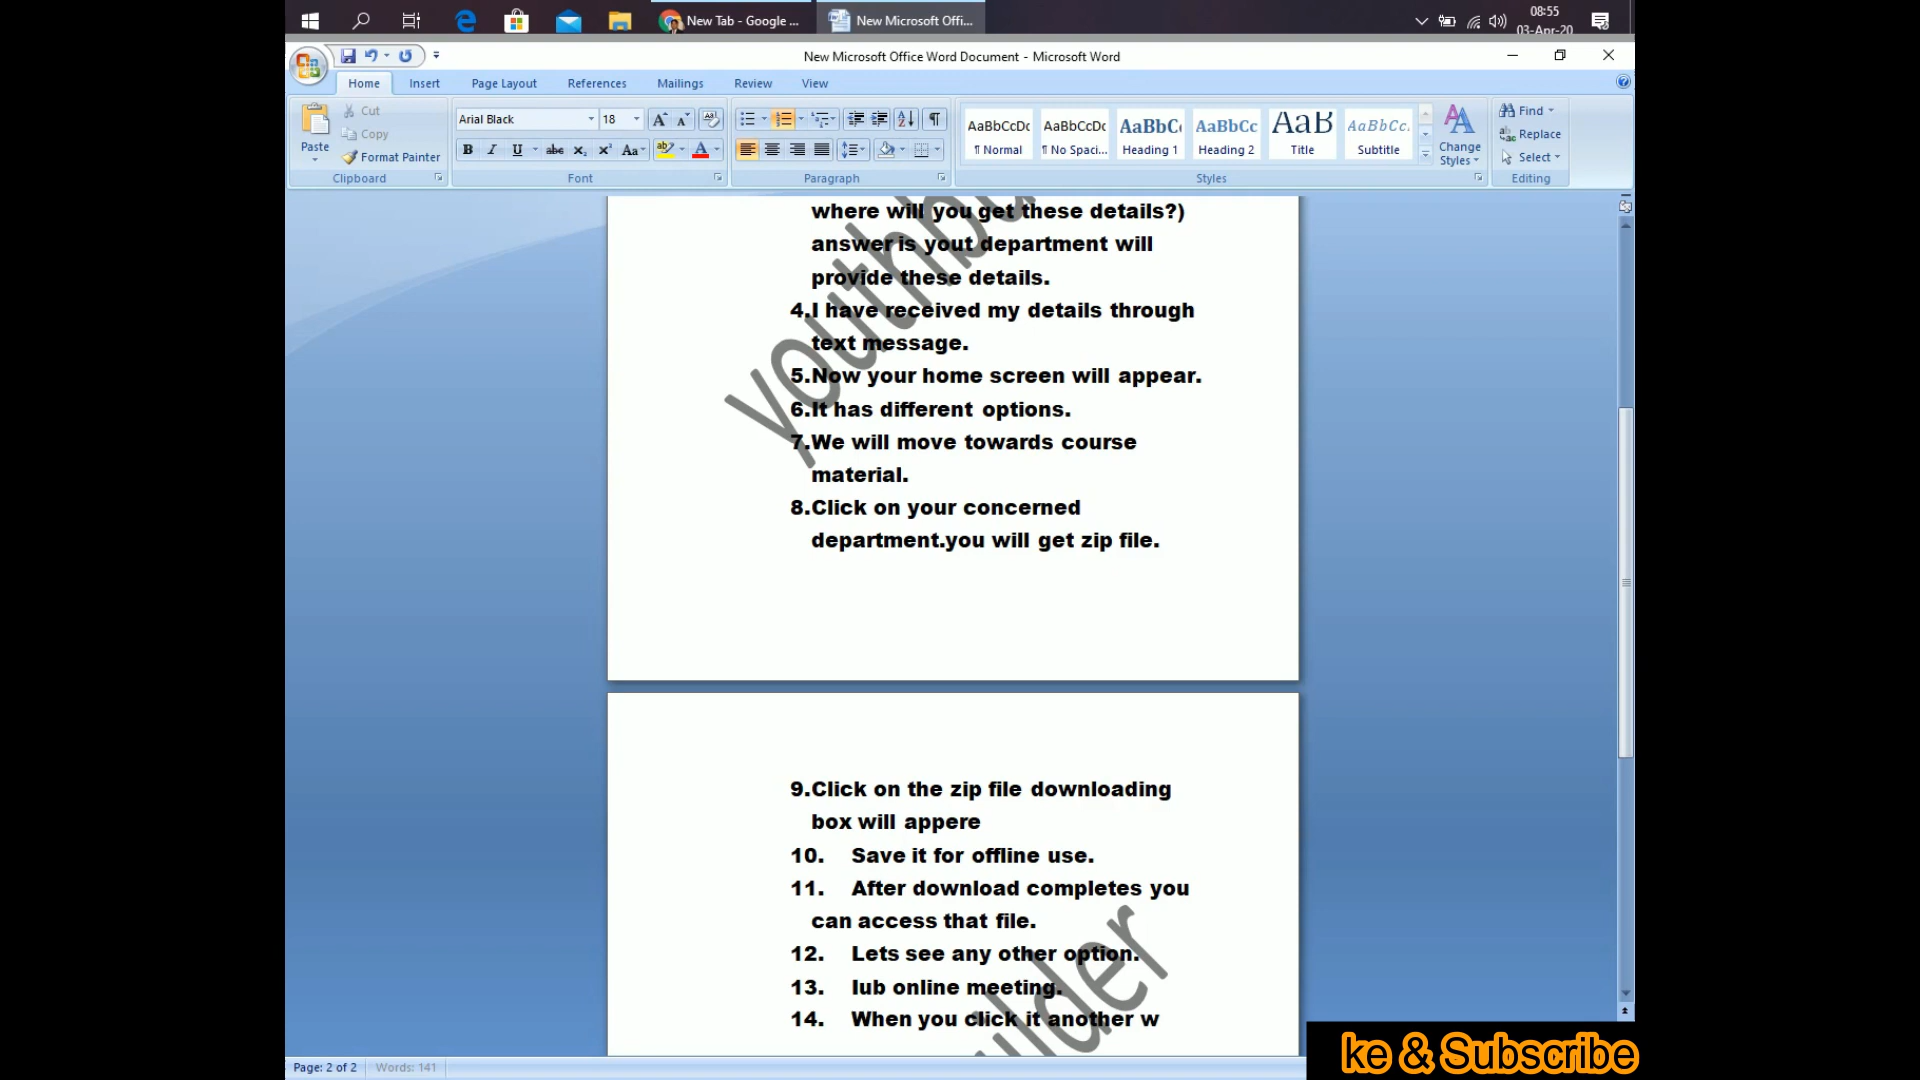 New Tab - Google ...
New Microsoft Offi...
08:55
03-Apr-20
New Microsoft Office Word Document - Microsoft Word
Home
Insert
Page Layout
References
Mailings
Review
View
Paste
Cut
Copy
Format Painter
Clipboard
Arial Black
18
Font
Paragraph
AaBbCcDc
¶ Normal
AaBbCcDc
¶ No Spaci...
AaBbC
Heading 1
AaBbCc
Heading 2
AaB
Title
AaBbCc.
Subtitle
Change
Styles
Styles
Find
Replace
Select
Editing
where will you get these details?)
answer is yout department will
provide these details.
4.I have received my details through
text message.
5.Now your home screen will appear.
6.It has different options.
7.We will move towards course
material.
8.Click on your concerned
department.you will get zip file.
9.Click on the zip file downloading
box will appere
10. Save it for offline use.
11. After download completes you
can access that file.
12. Lets see any other option.
13. Iub online meeting.
14. When you click it another w
Page: 2 of 2
Words: 141
ke & Subscribe